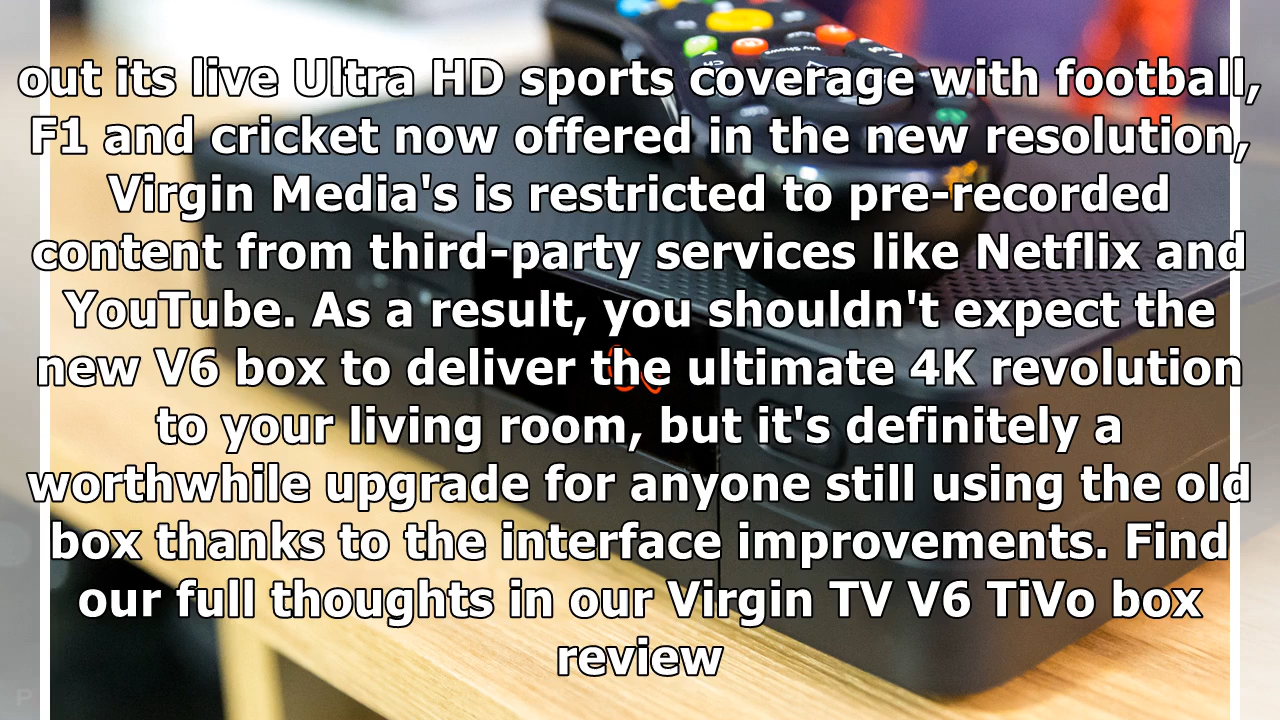 out its live Ultra HD sports coverage with football,
F1 and cricket now offered in the new resolution,
Virgin Media's is restricted to pre-recorded
content from third-party services like Netflix and
YouTube. As a result, you shouldn't expect the
new V6 box to deliver the ultimate 4K revolution
to your living room, but it's definitely a
worthwhile upgrade for anyone still using the old
box thanks to the interface improvements. Find
our full thoughts in our Virgin TV V6 TiVo box
review
My Shows
Vol
CH
P